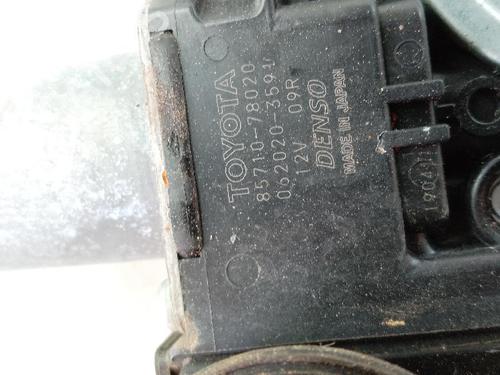 TOYOTA
85710-78020
062020-3591
12V 09R
DENSO
MADE IN JAPAN